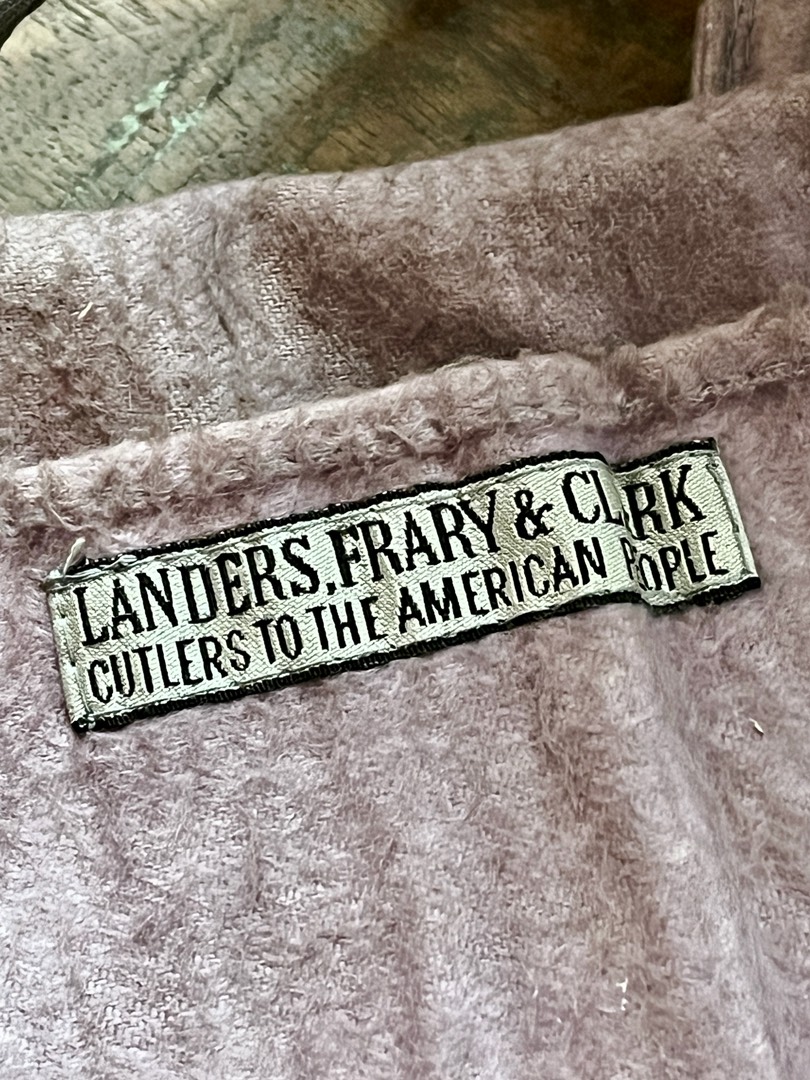 LANDERS, FRARY & CLARK
CUTLERS TO THE AMERICAN PEOPLE